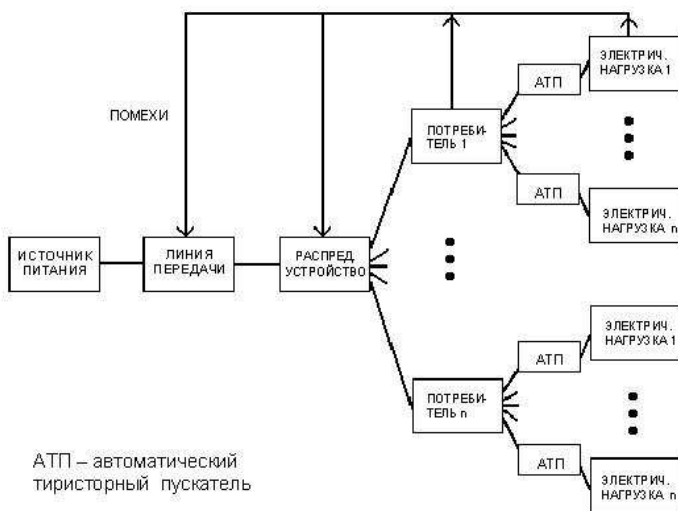 ЭЛЕКТРИЧ.
НАГРУЗКА 1
АТП
ПОМЕХИ
ПОТРЕБИ-
ТЕЛЬ 1
АТП
ЭЛЕКТРИЧ.
НАГРУЗКА n
ИСТОЧНИК
ПИТАНИЯ
ЛИНИЯ
ПЕРЕДАЧИ
РАСПРЕД.
УСТРОЙСТВО
ЭЛЕКТРИЧ.
НАГРУЗКА 1
АТП
ПОТРЕБИ-
ТЕЛЬ n
АТП
ЭЛЕКТРИЧ.
НАГРУЗКА n
АТП – автоматический
тиристорный пускатель